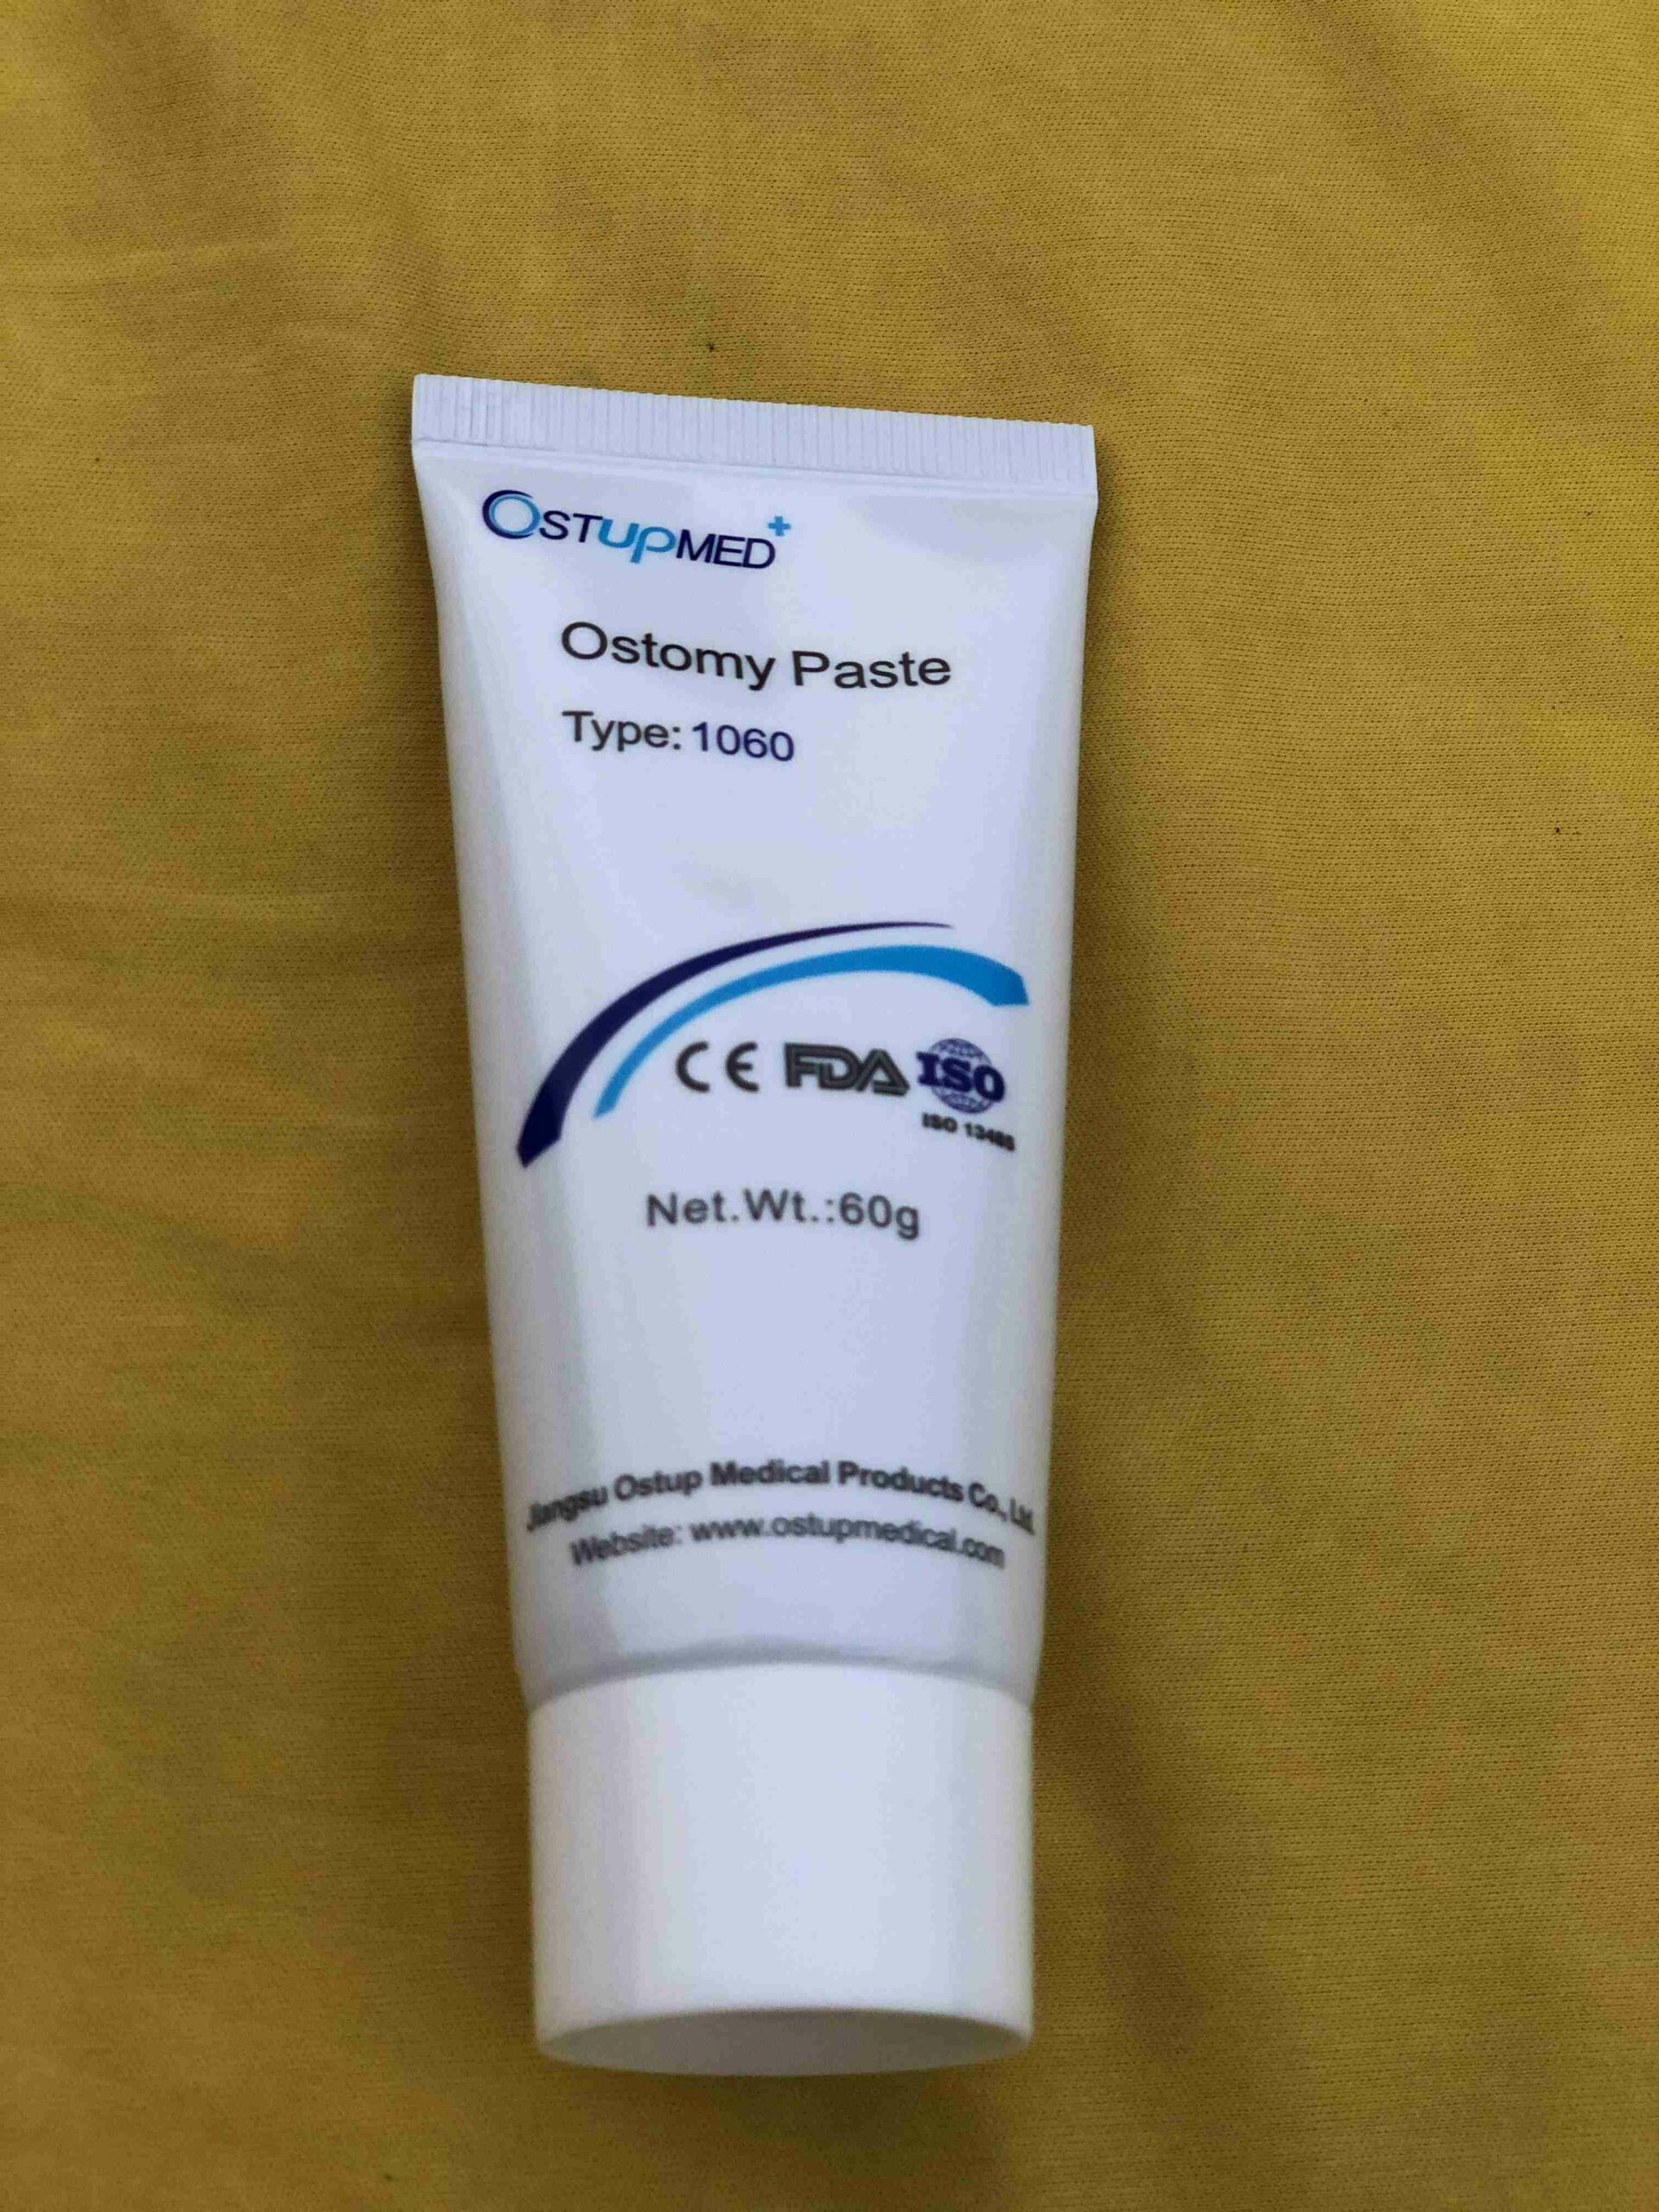 OSTUPMED+
Ostomy Paste
Type: 1060
CE FDA ISO
ISO 13485
Net.Wt.:60g
Jiangsu Ostup Medical Products Co., Ltd.
Website: www.ostupmedical.com